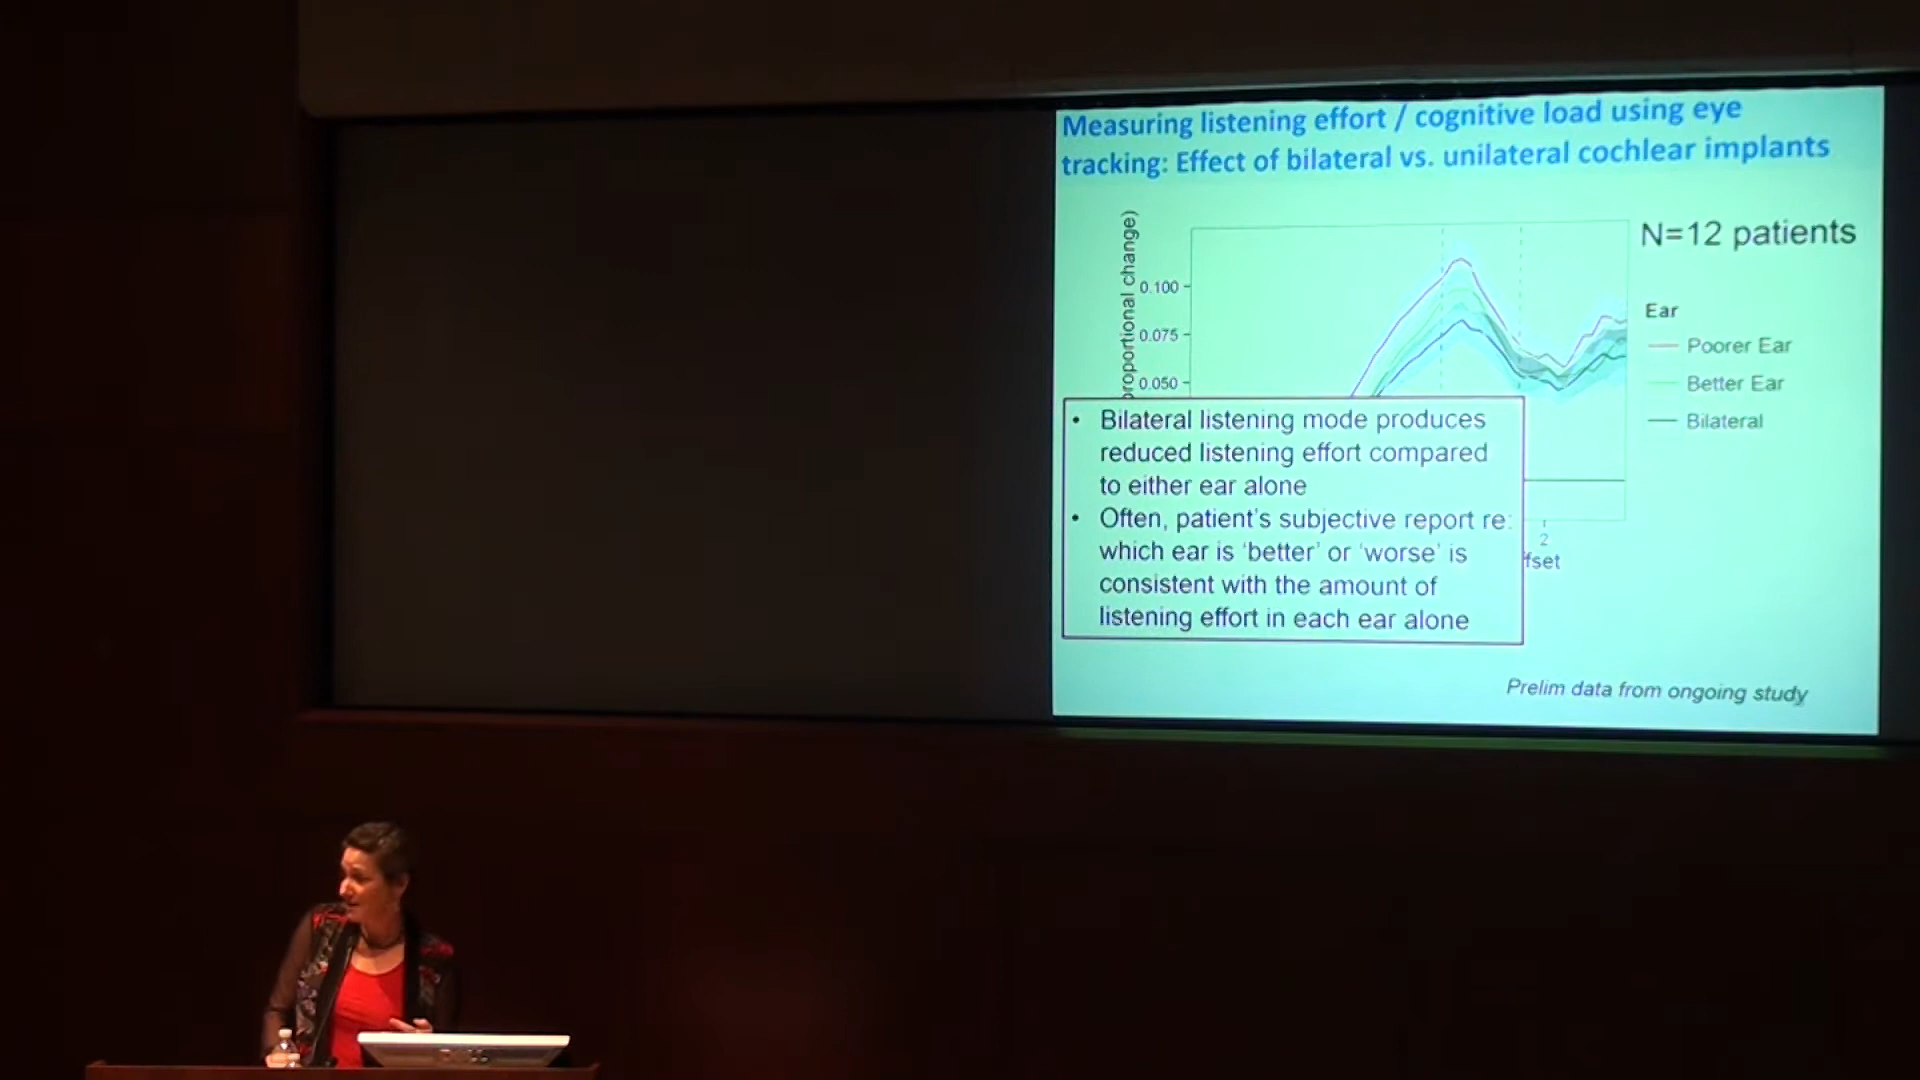 Measuring listening effort / cognitive load using eye
tracking: Effect of bilateral vs. unilateral cochlear implants
N=12 patients
proportional change)
0.100
0.075
0.050
Ear
Poorer Ear
Better Ear
Bilateral
• Bilateral listening mode produces
reduced listening effort compared
to either ear alone
• Often, patient's subjective report re:
which ear is 'better' or 'worse' is
consistent with the amount of
listening effort in each ear alone
2
fset
Prelim data from ongoing study